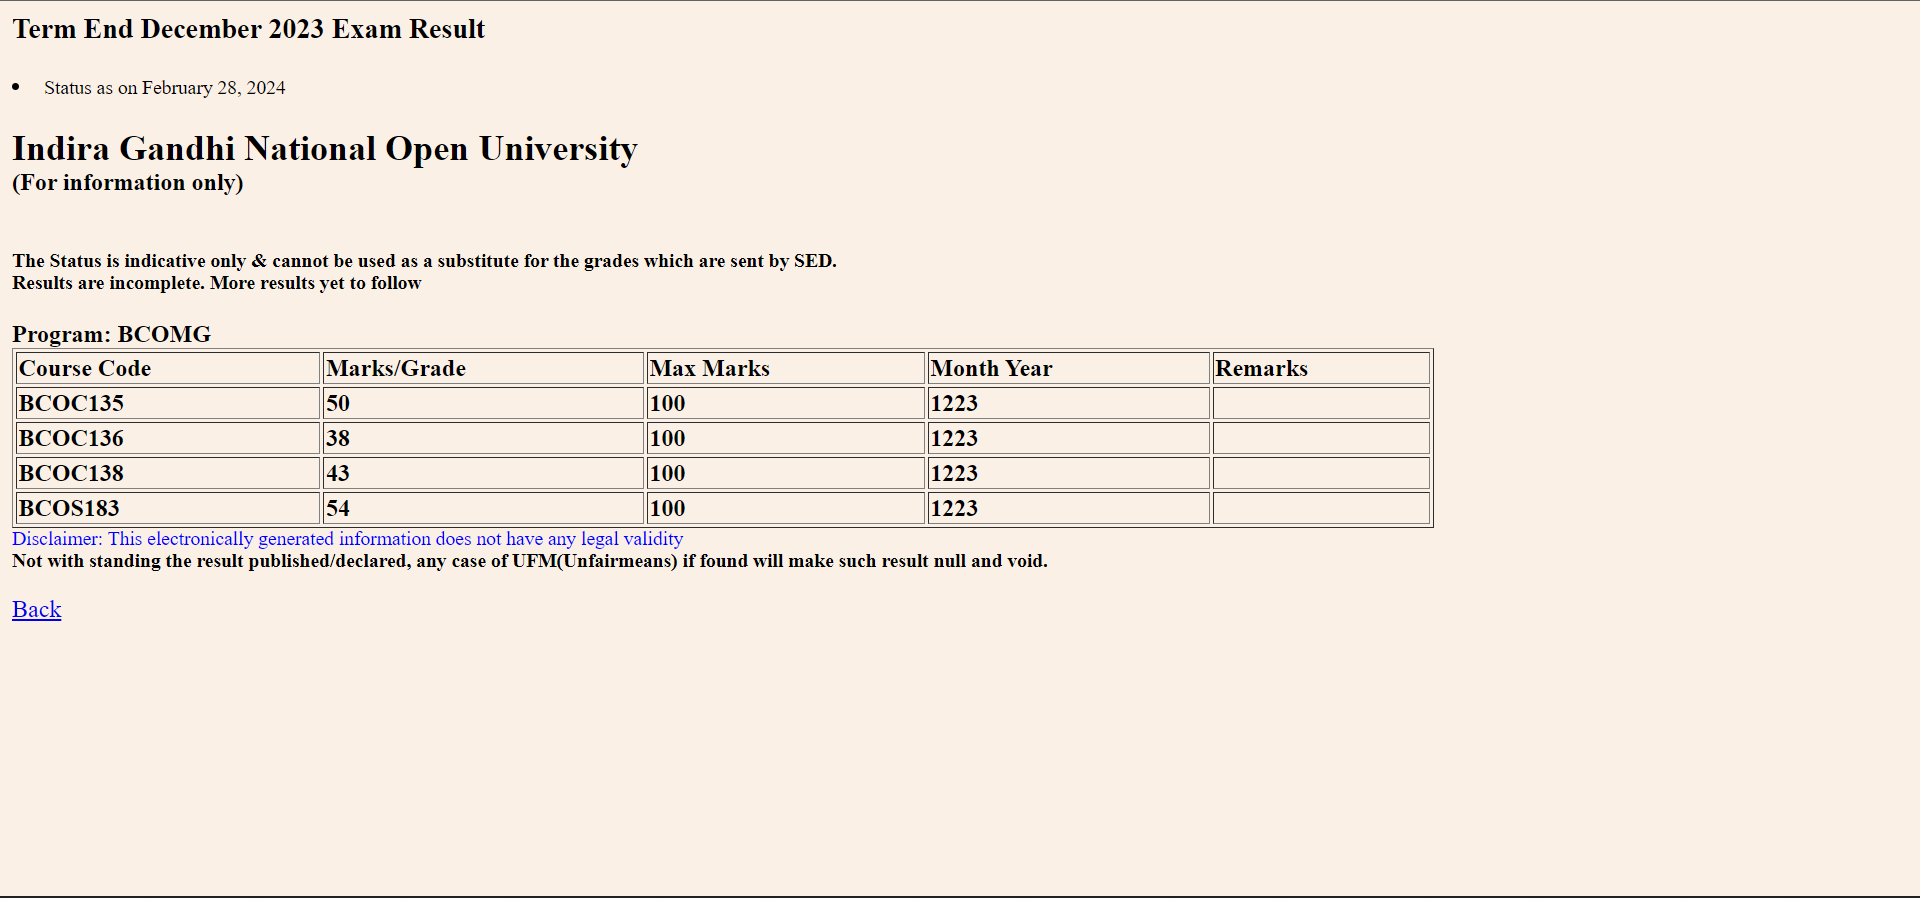 Term End December 2023 Exam Result
• Status as on February 28, 2024
Indira Gandhi National Open University
(For information only)
The Status is indicative only & cannot be used as a substitute for the grades which are sent by SED.
Results are incomplete. More results yet to follow
Program: BCOMG
Course Code Marks/Grade Max Marks Month Year Remarks
BCOC135 50 100 1223
BCOC136 38 100 1223
BCOC138 43 100 1223
BCOS183 54 100 1223
Disclaimer: This electronically generated information does not have any legal validity
Not with standing the result published/declared, any case of UFM(Unfairmeans) if found will make such result null and void.
Back